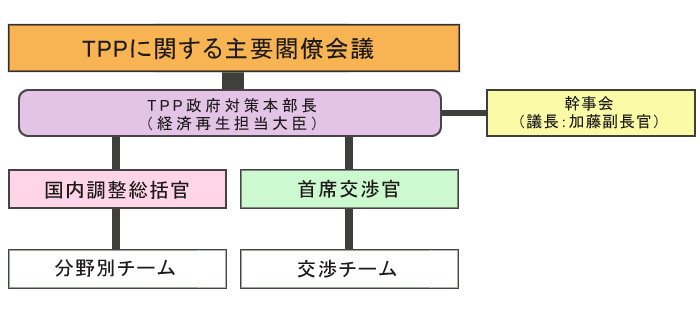 TPPに関する主要閣僚会議
TPP政府対策本部長
（経済再生担当大臣）
幹事会
（議長：加藤副長官）
国内調整総括官
首席交渉官
分野別チーム
交渉チーム